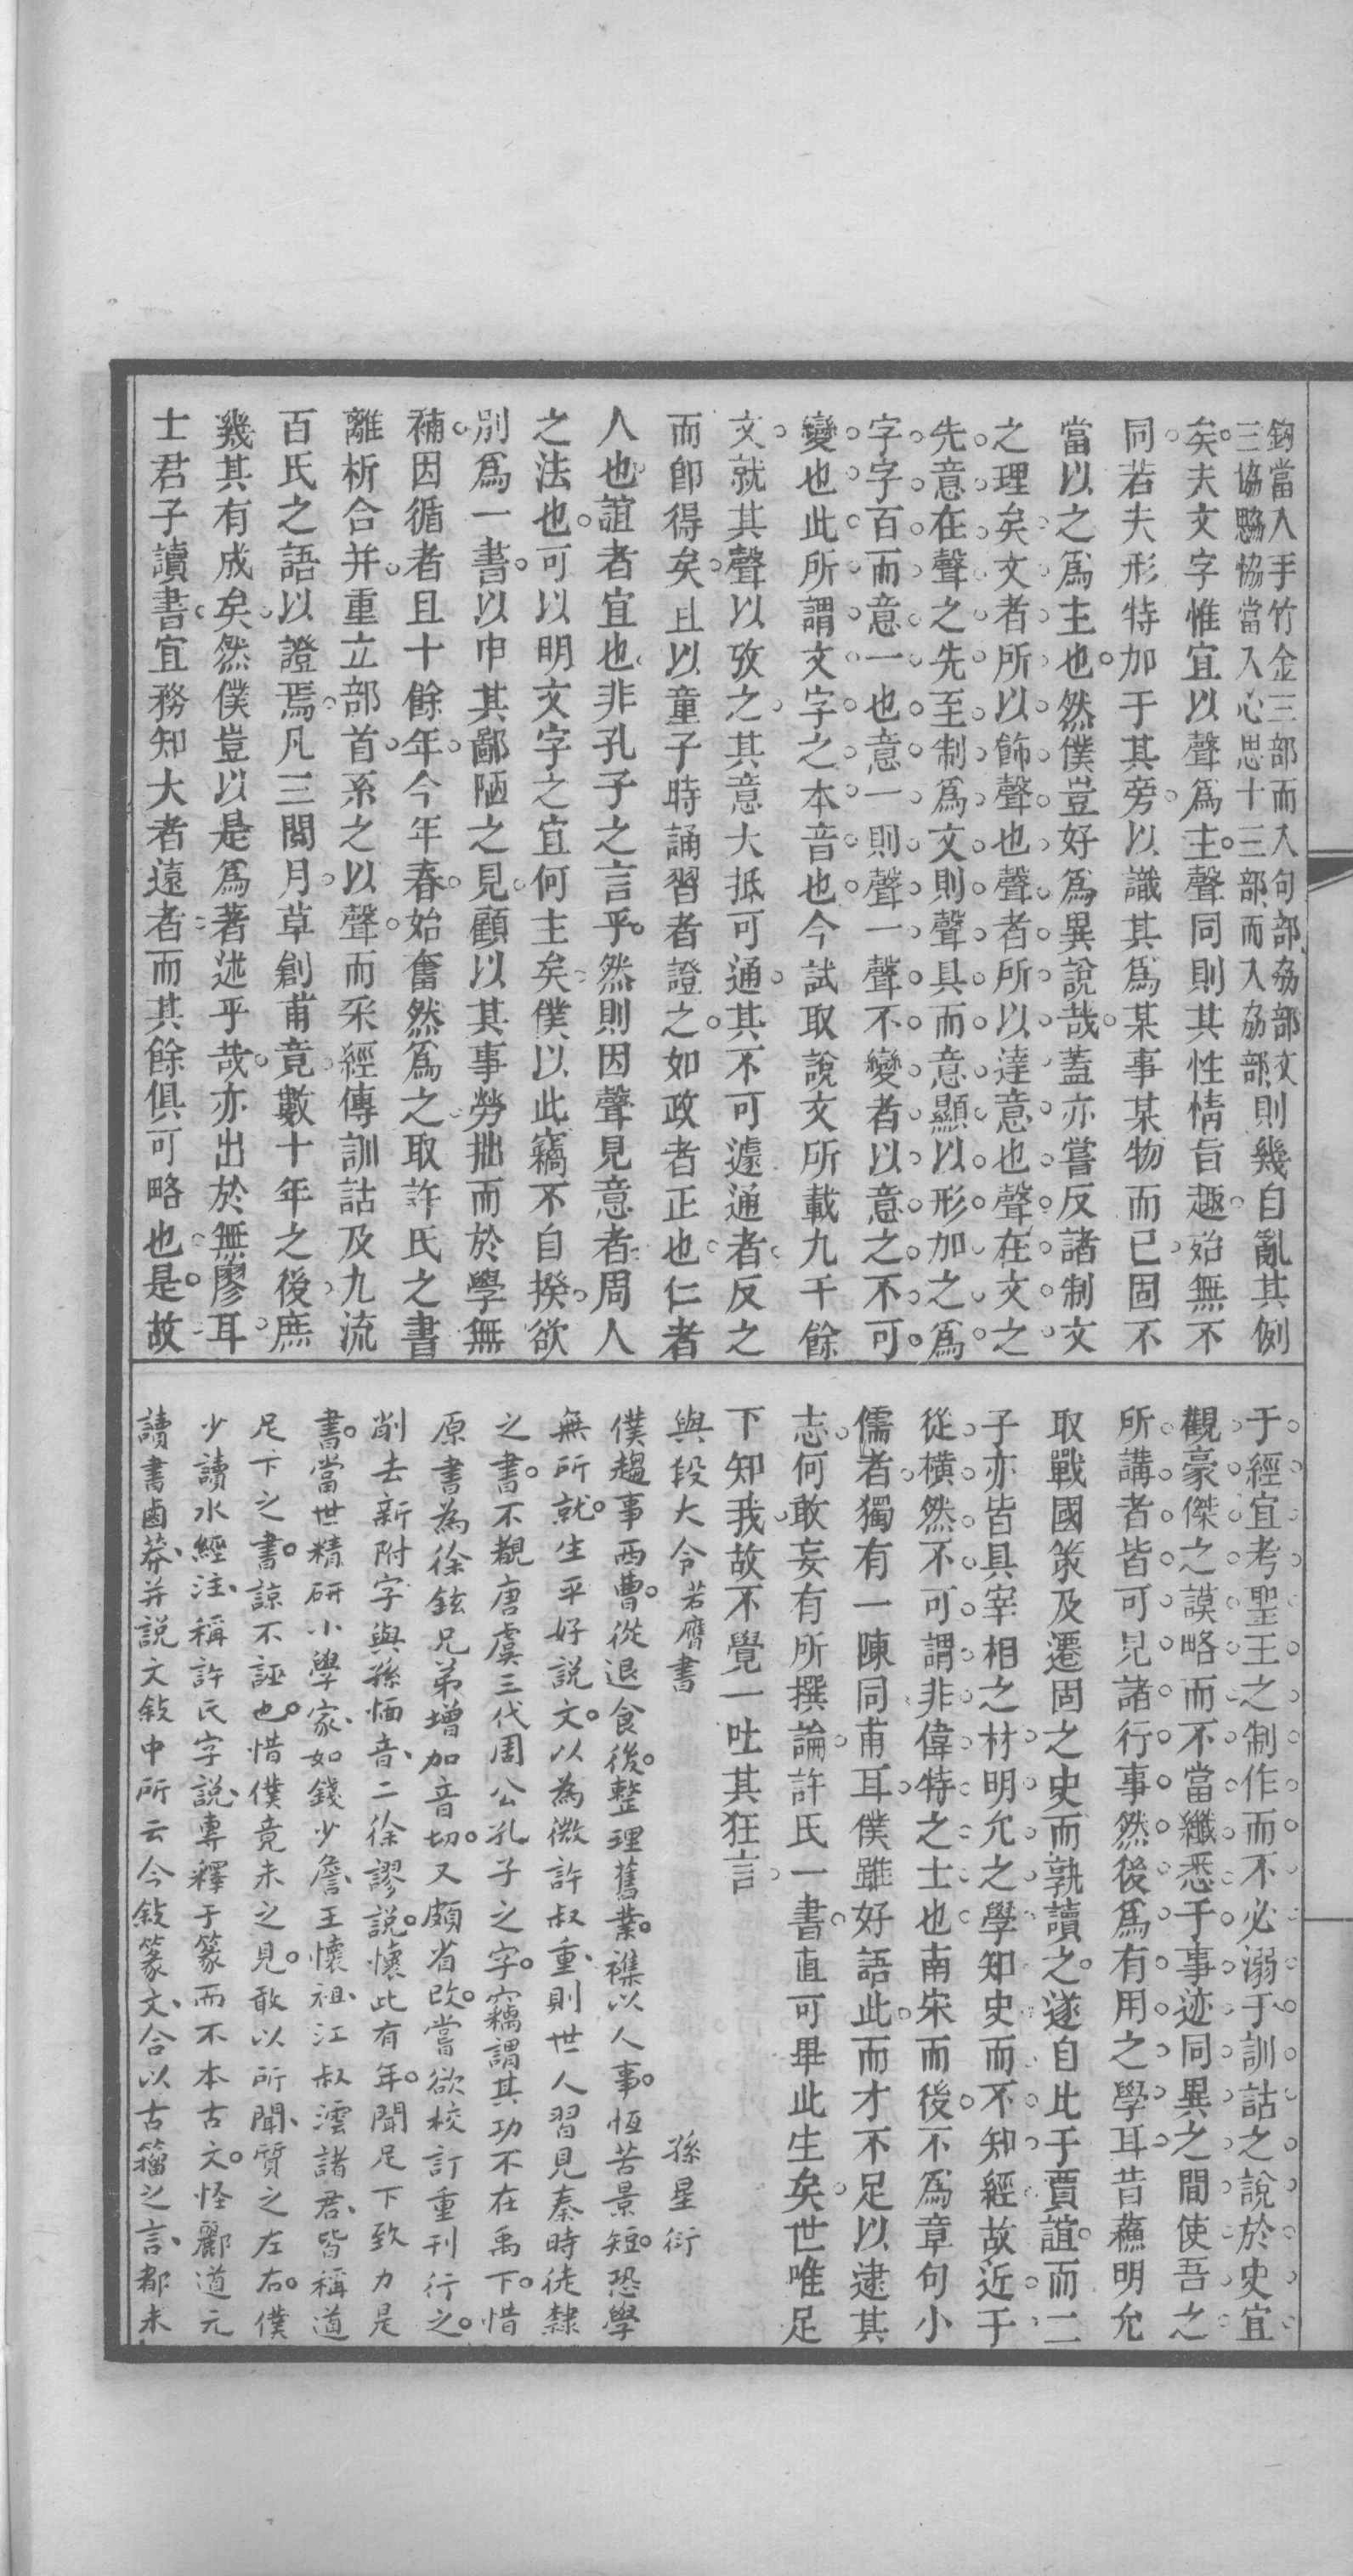 鉤當入手竹金三部而入句部劦部文
三協勰恊當入心思十三部而入劦部則幾自亂其例
矣夫文字惟宜以聲爲主聲同則其性情旨趣殆無不
同若夫形特加于其旁以識其爲某事某物而已固不
當以之爲主也然僕豈好爲異說哉蓋亦嘗反諸制文
之理矣文者所以飾聲也聲者所以達意也聲在文之
先意在聲之先至制爲文則聲具而意顯以形加之爲
字字百而意一也意一則聲一聲不變者以意之不可
變也此所謂文字之本音也今試取說文所載九千餘
文就其聲以攷之其意大抵可通其不可遽通者反之
而卽得矣且以童子時誦習者證之如政者正也仁者
人也誼者宜也非孔子之言乎然則因聲見意者周人
之法也可以明文字之宜何主矣僕以此竊不自揆欲
別爲一書以申其鄙陋之見顧以其事勞拙而於學無
補因循者且十餘年今年春始奮然爲之取許氏之書
離析合并重立部首系之以聲而采經傳訓詁及九流
百氏之語以證焉凡三閱月草創甫竟數十年之後庶
幾其有成矣然僕豈以是爲著述乎哉亦出於無廖耳
士君子讀書宜務知大者遠者而其餘俱可略也是故
于經宜考聖王之制作而不必溺于訓詁之說於史宜
觀豪傑之謨略而不當纖悉于事迹同異之間使吾之
所講者皆可見諸行事然後爲有用之學耳昔蘇明允
取戰國策及遷固之史而孰讀之遂自此于賈誼而二
子亦皆具宰相之材明允之學知史而不知經故近于
從橫然不可謂非偉特之士也南宋而後不爲章句小
儒者獨有一陳同甫耳僕雖好語此而才不足以逮其
志何敢妄有所撰論許氏一書直可畢此生矣世唯足
下知我故不覺一吐其狂言
與段大令若膺書　孫星衍
僕趨事西曹從退食後整理舊業襍以人事恆苦景短恐學
無所就生平好說文以為微許叔重則世人習見秦時徒隸
之書不覩唐虞三代周公孔子之字竊謂其功不在禹下惜
原書為徐鉉兄弟增加音切又頗省改嘗欲校訂重刊行之
削去新附字與孫愐音二徐謬說懷此有年聞足下致力是
書當世精研小學家如錢少詹王懷祖江叔澐諸君皆稱道
足下之書諒不誣也惜僕竟未之見敢以所聞質之左右僕
少讀水經注稱許氏字說專釋于篆而不本古文怪酈道元
讀書鹵莽并說文敍中所云今敍篆文合以古籀之言都未